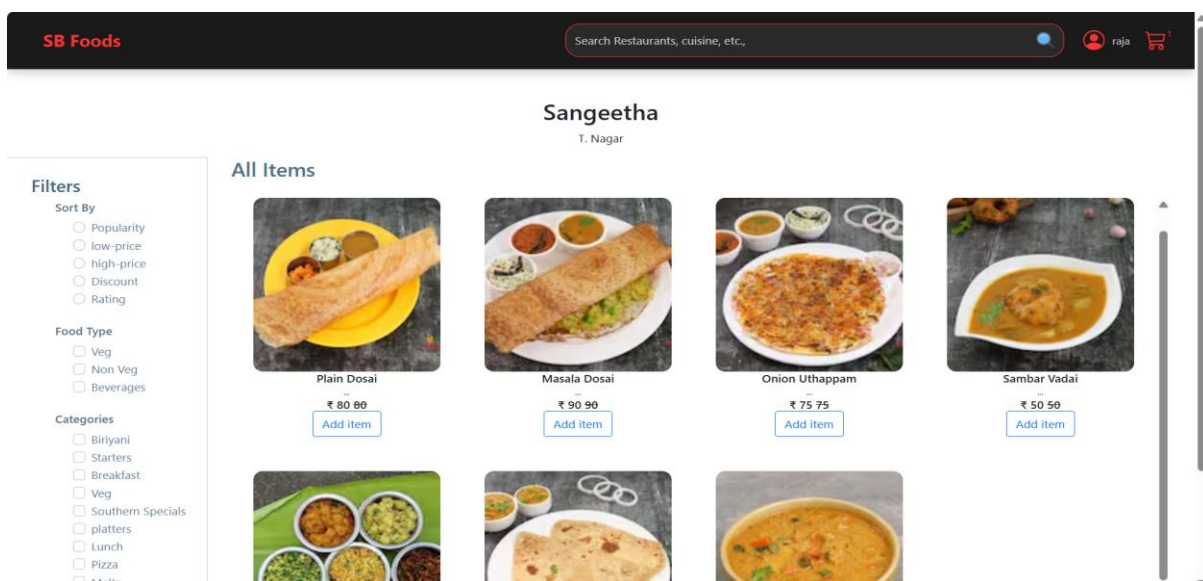 SB Foods
Search Restaurants, cuisine, etc.,
raja
1
Sangeetha
T. Nagar
Filters
Sort By
Popularity
low-price
high-price
Discount
Rating
Food Type
Veg
Non Veg
Beverages
Categories
Biriyani
Starters
Breakfast
Veg
Southern Specials
platters
Lunch
Pizza
All Items
Plain Dosai
...
₹ 80 80
Add item
Masala Dosai
...
₹ 90 90
Add item
Onion Uthappam
...
₹ 75 75
Add item
Sambar Vadai
...
₹ 50 50
Add item